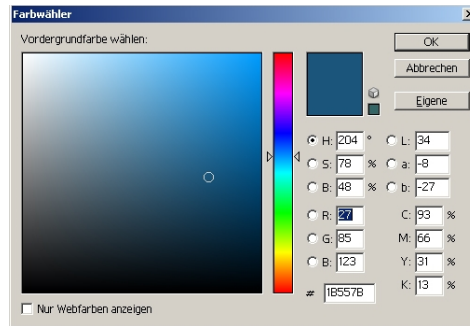 Farbwähler
Vordergrundfarbe wählen:
OK
Abbrechen
Eigene
H: 204 °
L: 34
S: 78 %
a: -8
B: 48 %
b: -27
R: 27
C: 93 %
G: 85
M: 66 %
B: 123
Y: 31 %
# 1B557B
K: 13 %
Nur Webfarben anzeigen